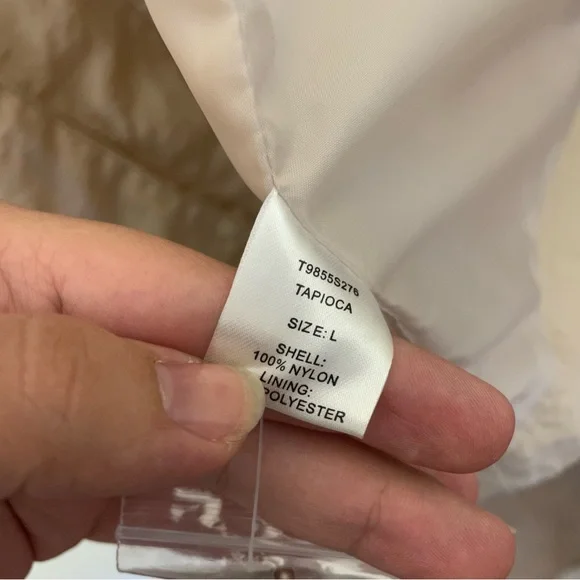 T9855S276
TAPIOCA
SIZE: L
SHELL:
100% NYLON
LINING:
POLYESTER